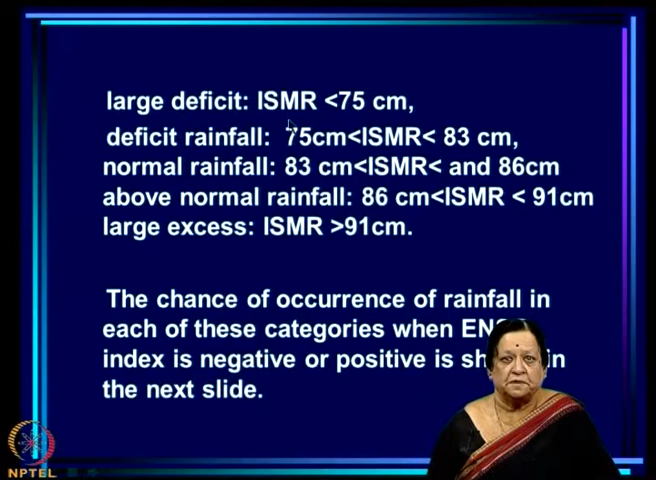 large deficit: ISMR <75 cm,
deficit rainfall: 75cm<ISMR< 83 cm,
normal rainfall: 83 cm<ISMR< and 86cm
above normal rainfall: 86 cm<ISMR < 91cm
large excess: ISMR >91cm.
The chance of occurrence of rainfall in
each of these categories when
index is negative or positive is in
the next slide.
NPTEL